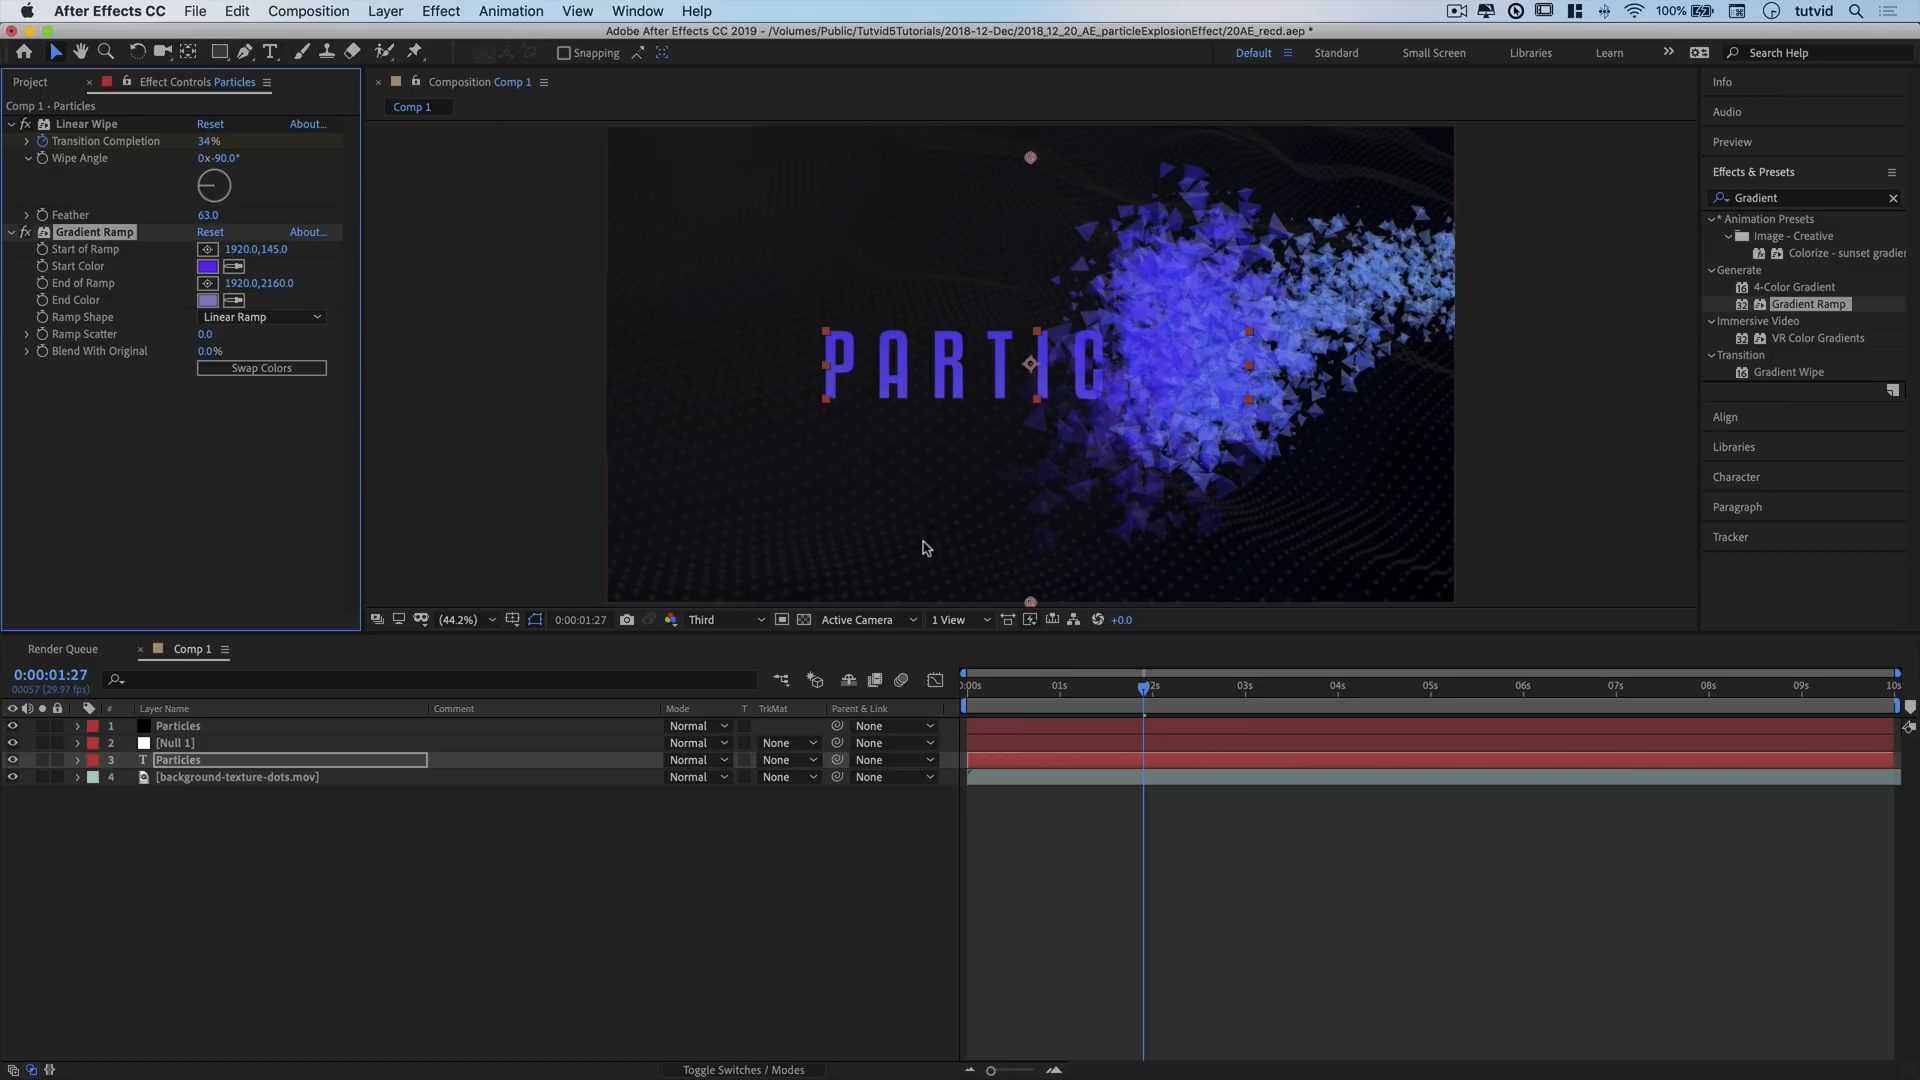 After Effects CC File Edit Composition Layer Effect Animation View Window Help 100% tutvid
Adobe After Effects CC 2019 - /Volumes/Public/Tutvid5Tutorials/2018-12-Dec/2018_12_20_AE_particleExplosionEffect/20AE_recd.aep *
Snapping Default Standard Small Screen Libraries Learn Search Help
Project Effect Controls Particles
Composition Comp 1
Comp 1 • Particles
Comp 1
Linear Wipe Reset About...
Transition Completion 34%
Wipe Angle 0x-90.0°
Feather 63.0
Gradient Ramp Reset About...
Start of Ramp 1920.0,145.0
Start Color
End of Ramp 1920.0,2160.0
End Color
Ramp Shape Linear Ramp
Ramp Scatter 0.0
Blend With Original 0.0%
Swap Colors
PARTIC
(44.2%) 0:00:01:27 Third Active Camera 1 View +0.0
Info
Audio
Preview
Effects & Presets
Gradient
* Animation Presets
Image - Creative
Colorize - sunset gradier
Generate
4-Color Gradient
Gradient Ramp
Immersive Video
VR Color Gradients
Transition
Gradient Wipe
Align
Libraries
Character
Paragraph
Tracker
Render Queue Comp 1
0:00:01:27
00057 (29.97 fps)
0:00s 01s 02s 03s 04s 05s 06s 07s 08s 09s 10s
# Layer Name Comment Mode T TrkMat Parent & Link
1 Particles Normal None
2 [Null 1] Normal None None
3 T Particles Normal None None
4 [background-texture-dots.mov] Normal None None
Toggle Switches / Modes